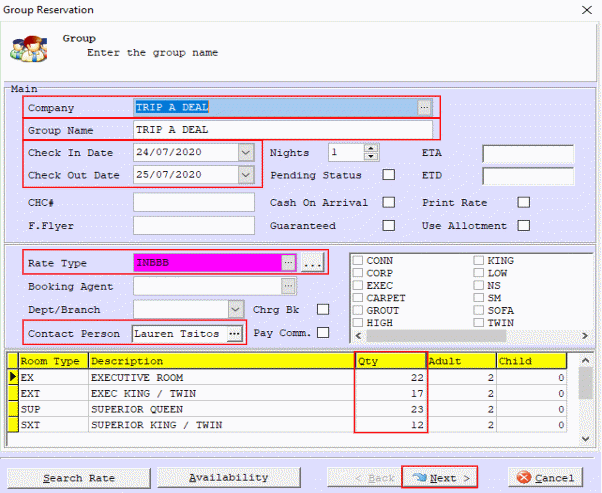 Group Reservation
Group
Enter the group name
Main
Company TRIP A DEAL ...
Group Name TRIP A DEAL
Check In Date 24/07/2020 Nights 1 ETA
Check Out Date 25/07/2020 Pending Status ETD
CHC# Cash On Arrival Print Rate
F.Flyer Guaranteed Use Allotment
Rate Type INBBB ... ... CONN KING
CORP LOW
Booking Agent ... EXEC NS
CARPET SM
Dept/Branch Chrg Bk GROUT SOFA
HIGH TWIN
Contact Person Lauren Tsitos ... Pay Comm.
Room Type Description Qty Adult Child
EX EXECUTIVE ROOM 22 2 0
EXT EXEC KING / TWIN 17 2 0
SUP SUPERIOR QUEEN 23 2 0
SXT SUPERIOR KING / TWIN 12 2 0
Search Rate Availability < Back Next > Cancel